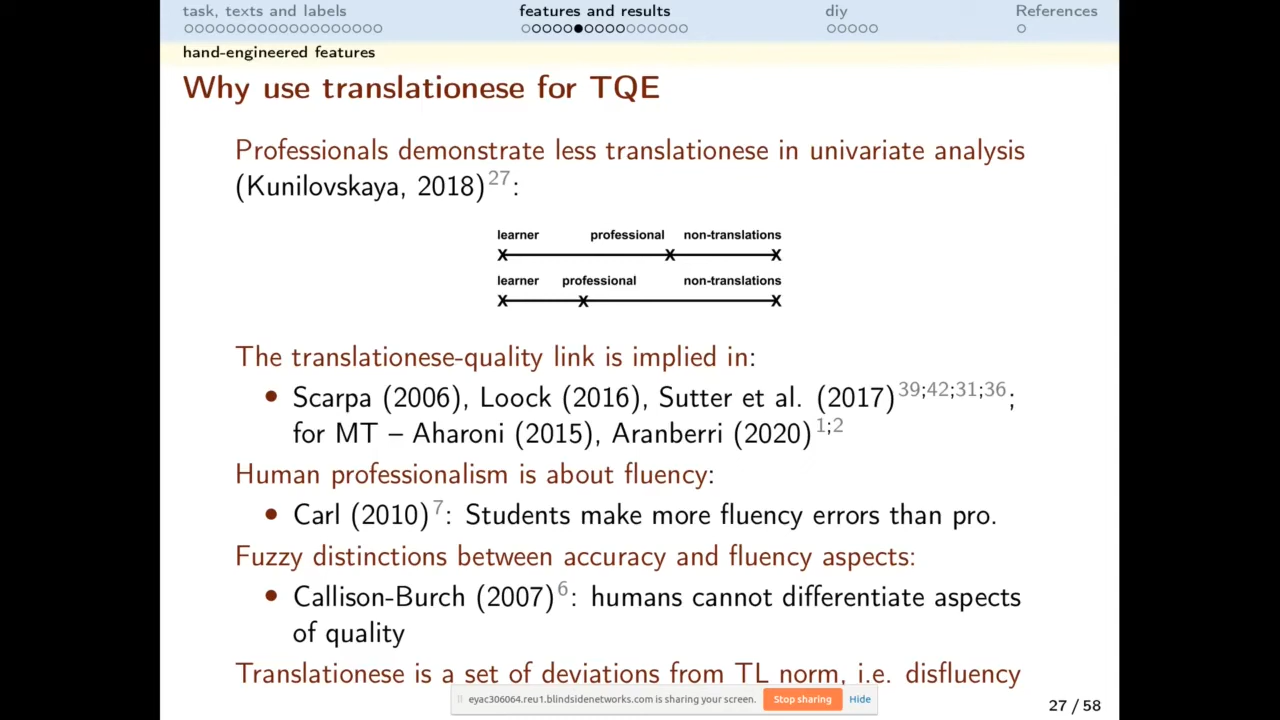 task, texts and labels features and results diy References
hand-engineered features
Why use translationese for TQE
Professionals demonstrate less translationese in univariate analysis
(Kunilovskaya, 2018)27:
learner professional non-translations
X X X
learner professional non-translations
X X X
The translationese-quality link is implied in:
• Scarpa (2006), Loock (2016), Sutter et al. (2017)39;42;31;36;
for MT – Aharoni (2015), Aranberri (2020)1;2
Human professionalism is about fluency:
• Carl (2010)7: Students make more fluency errors than pro.
Fuzzy distinctions between accuracy and fluency aspects:
• Callison-Burch (2007)6: humans cannot differentiate aspects
of quality
Translationese is a set of deviations from TL norm, i.e. disfluency
eyac306064.reu1.blindsidenetworks.com is sharing your screen. Stop sharing Hide
27 / 58